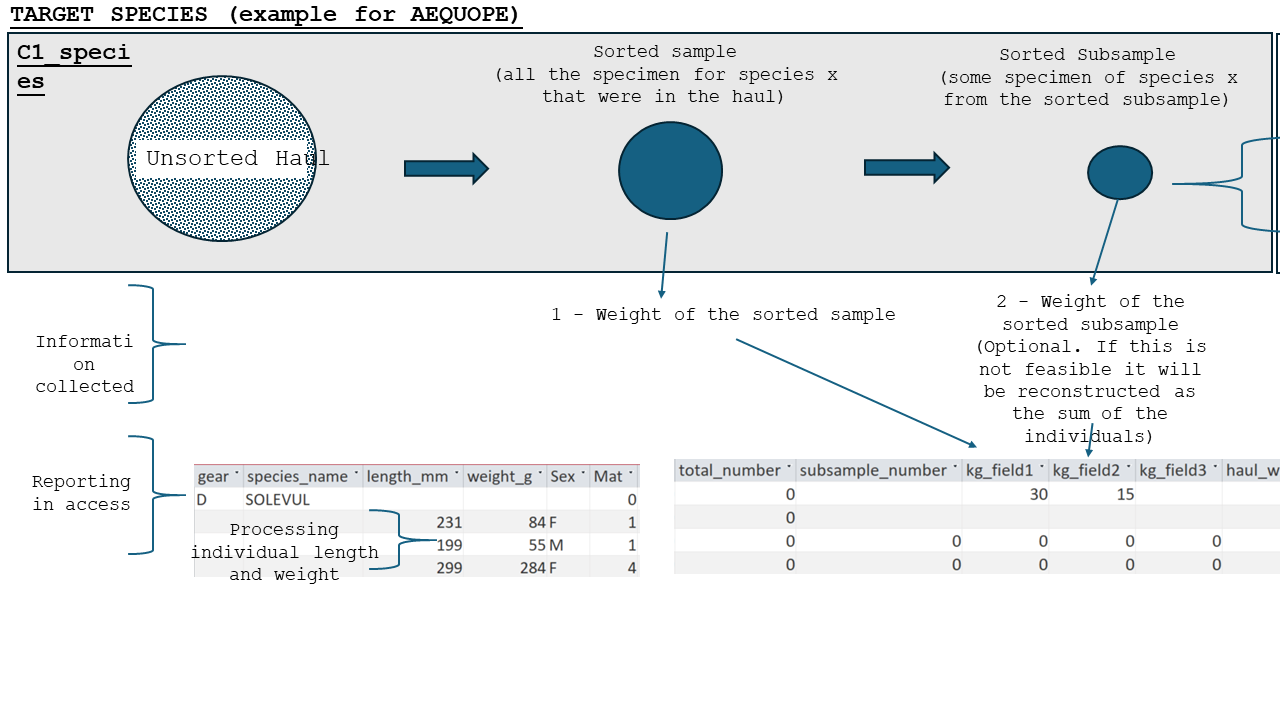 TARGET SPECIES (example for AEQUOPE)
C1_speci
es
Unsorted Haul
Sorted sample
(all the specimen for species x
that were in the haul)
Sorted Subsample
(some specimen of species x
from the sorted subsample)
1 - Weight of the sorted sample
2 - Weight of the
sorted subsample
(Optional. If this is
not feasible it will
be reconstructed as
the sum of the
individuals)
Informati
on
collected
Reporting
in access
gear species_name length_mm weight_g Sex Mat
D SOLEVUL 0
231 84 F 1
199 55 M 1
299 284 F 4
Processing
individual length
and weight
total_number subsample_number kg_field1 kg_field2 kg_field3 haul_w
0 30 15
0
0 0 0 0 0
0 0 0 0 0